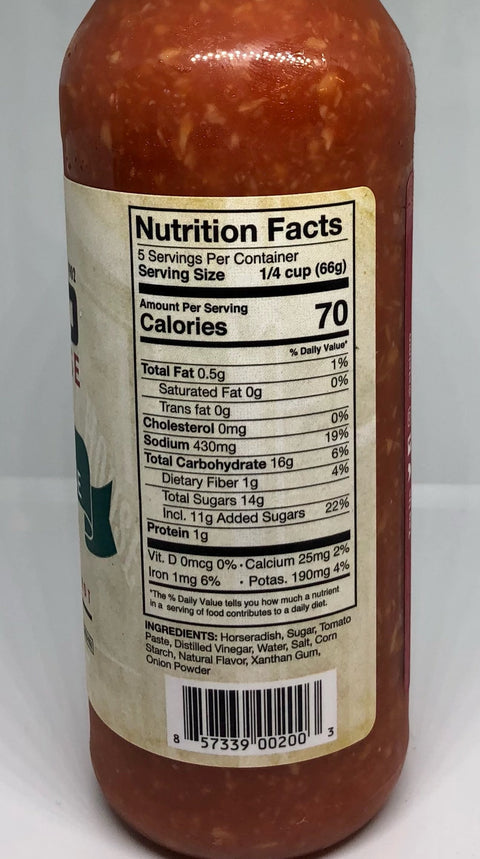 Nutrition Facts
5 Servings Per Container
Serving Size 1/4 cup (66g)
Amount Per Serving
Calories 70
% Daily Value*
Total Fat 0.5g 1%
Saturated Fat 0g 0%
Trans fat 0g
Cholesterol 0mg 0%
Sodium 430mg 19%
Total Carbohydrate 16g 6%
Dietary Fiber 1g 4%
Total Sugars 14g
Incl. 11g Added Sugars 22%
Protein 1g
Vit. D 0mcg 0% · Calcium 25mg 2%
Iron 1mg 6% · Potas. 190mg 4%
*The % Daily Value tells you how much a nutrient
in a serving of food contributes to a daily diet.
INGREDIENTS: Horseradish, Sugar, Tomato
Paste, Distilled Vinegar, Water, Salt, Corn
Starch, Natural Flavor, Xanthan Gum,
Onion Powder
8 57339 00200 3